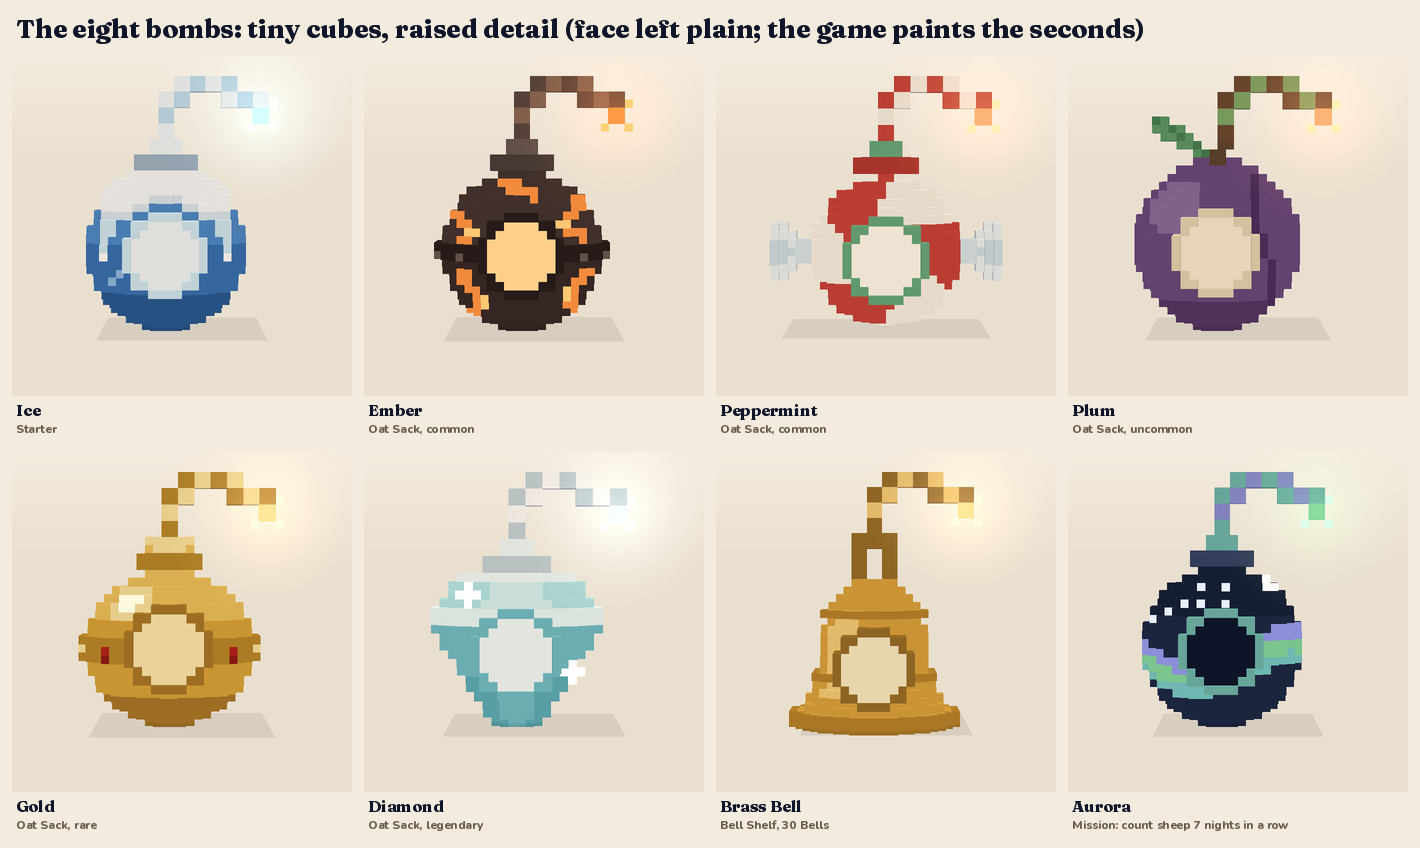 The eight bombs: tiny cubes, raised detail (face left plain; the game paints the seconds)
Ice
Starter
Ember
Oat Sack, common
Peppermint
Oat Sack, common
Plum
Oat Sack, uncommon
Gold
Oat Sack, rare
Diamond
Oat Sack, legendary
Brass Bell
Bell Shelf, 30 Bells
Aurora
Mission: count sheep 7 nights in a row